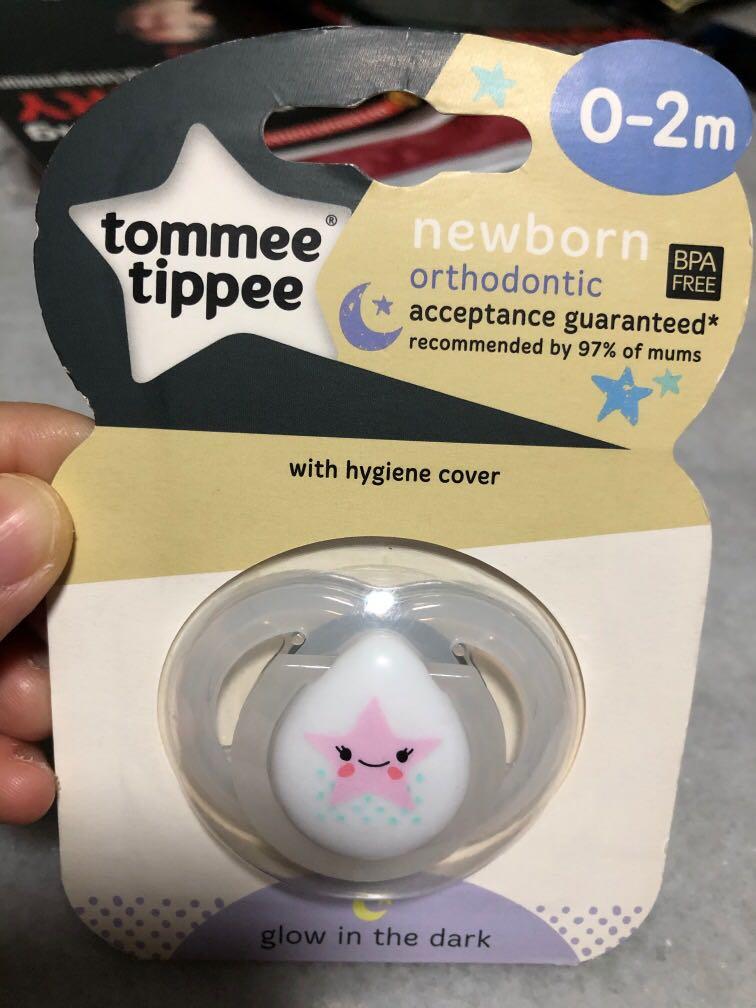 0-2m
tommee®
tippee
newborn
orthodontic
BPA
FREE
acceptance guaranteed*
recommended by 97% of mums
with hygiene cover
glow in the dark